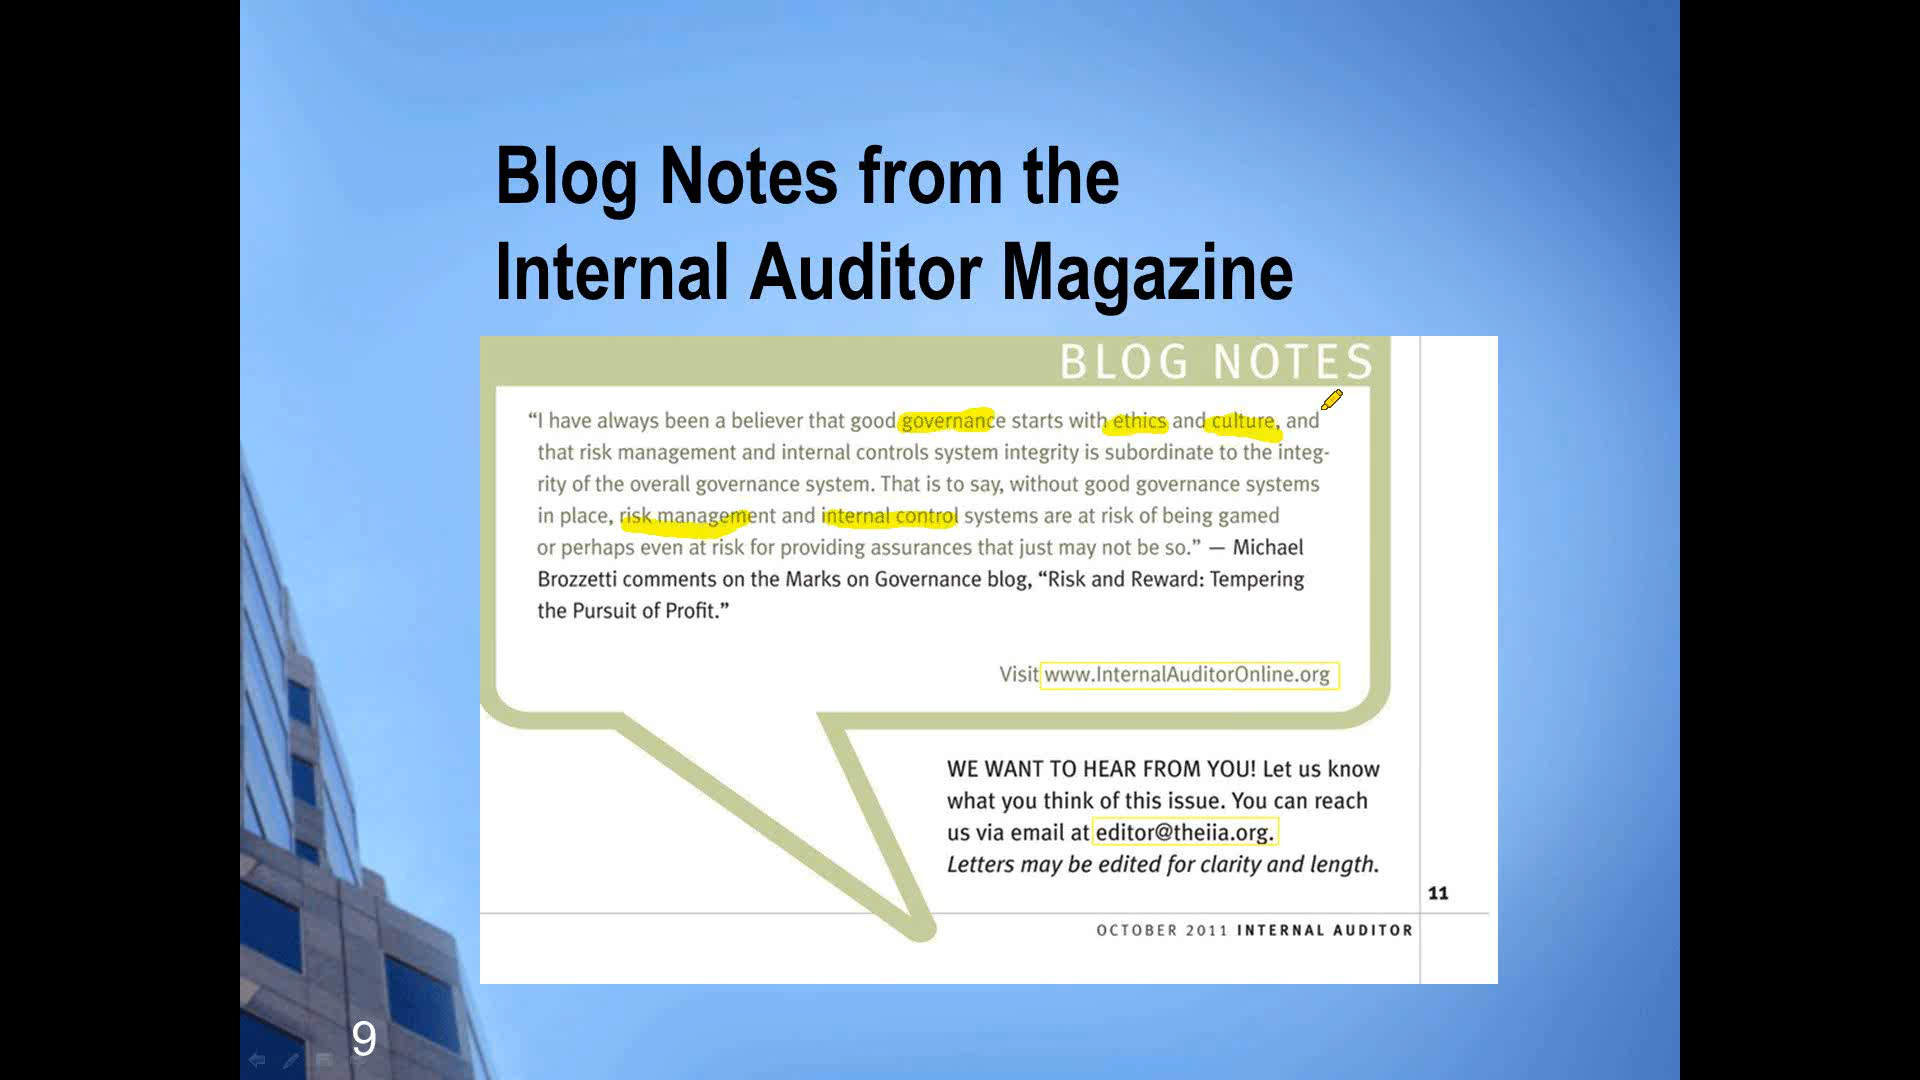 Blog Notes from the
Internal Auditor Magazine
BLOG NOTES
“I have always been a believer that good governance starts with ethics and culture, and
that risk management and internal controls system integrity is subordinate to the integ-
rity of the overall governance system. That is to say, without good governance systems
in place, risk management and internal control systems are at risk of being gamed
or perhaps even at risk for providing assurances that just may not be so.” — Michael
Brozzetti comments on the Marks on Governance blog, “Risk and Reward: Tempering
the Pursuit of Profit.”
Visit www.InternalAuditorOnline.org
WE WANT TO HEAR FROM YOU! Let us know
what you think of this issue. You can reach
us via email at editor@theiia.org.
Letters may be edited for clarity and length.
11
OCTOBER 2011 INTERNAL AUDITOR
9